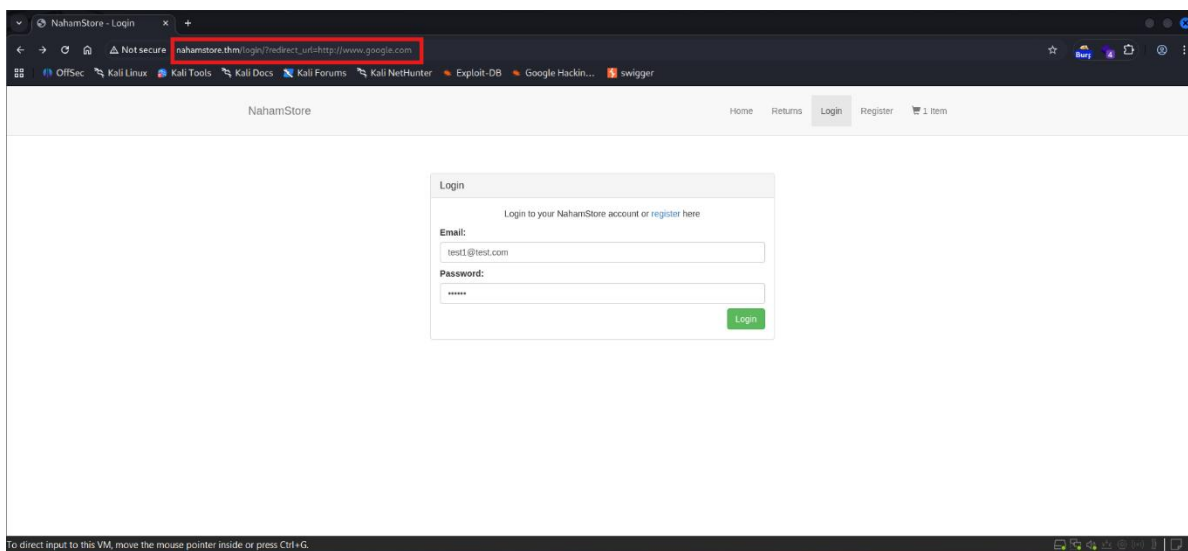 NahamStore - Login
Not secure nahamstore.thm/login/?redirect_url=http://www.google.com
OffSec Kali Linux Kali Tools Kali Docs Kali Forums Kali NetHunter Exploit-DB Google Hackin... swigger
NahamStore Home Returns Login Register 1 Item
Login
Login to your NahamStore account or register here
Email:
test1@test.com
Password:
••••••
Login
To direct input to this VM, move the mouse pointer inside or press Ctrl+G.